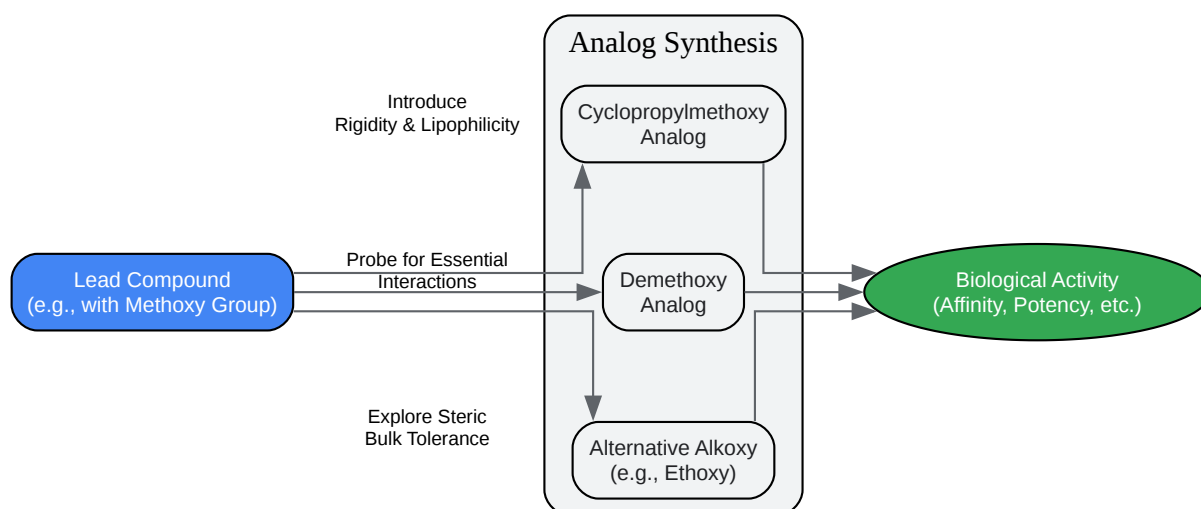 Analog Synthesis
Introduce
Rigidity & Lipophilicity
Cyclopropylmethoxy
Analog
Lead Compound
(e.g., with Methoxy Group)
Probe for Essential
Interactions
Demethoxy
Analog
Biological Activity
(Affinity, Potency, etc.)
Explore Steric
Bulk Tolerance
Alternative Alkoxy
(e.g., Ethoxy)